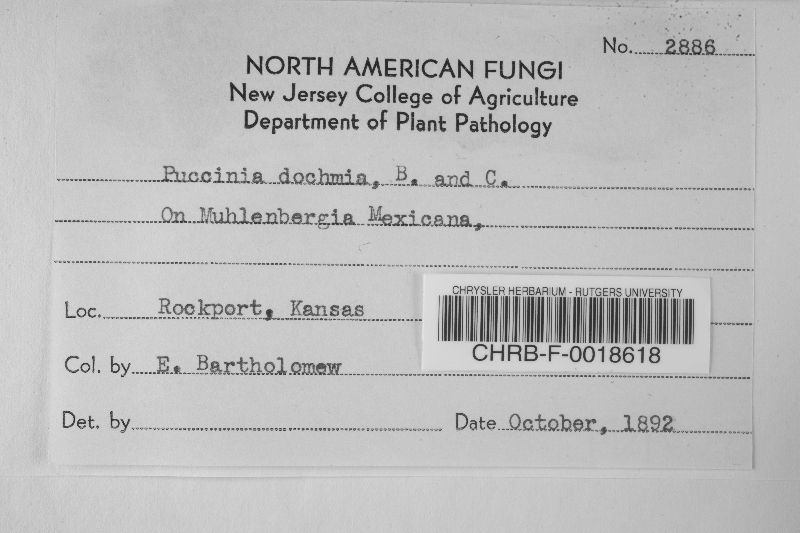 No. 2886
NORTH AMERICAN FUNGI
New Jersey College of Agriculture
Department of Plant Pathology
Puccinia dochmia, B. and C.
On Muhlenbergia Mexicana,
Loc. Rockport, Kansas
CHRYSLER HERBARIUM - RUTGERS UNIVERSITY
CHRB-F-0018618
Col. by E. Bartholomew
Det. by
Date October, 1892